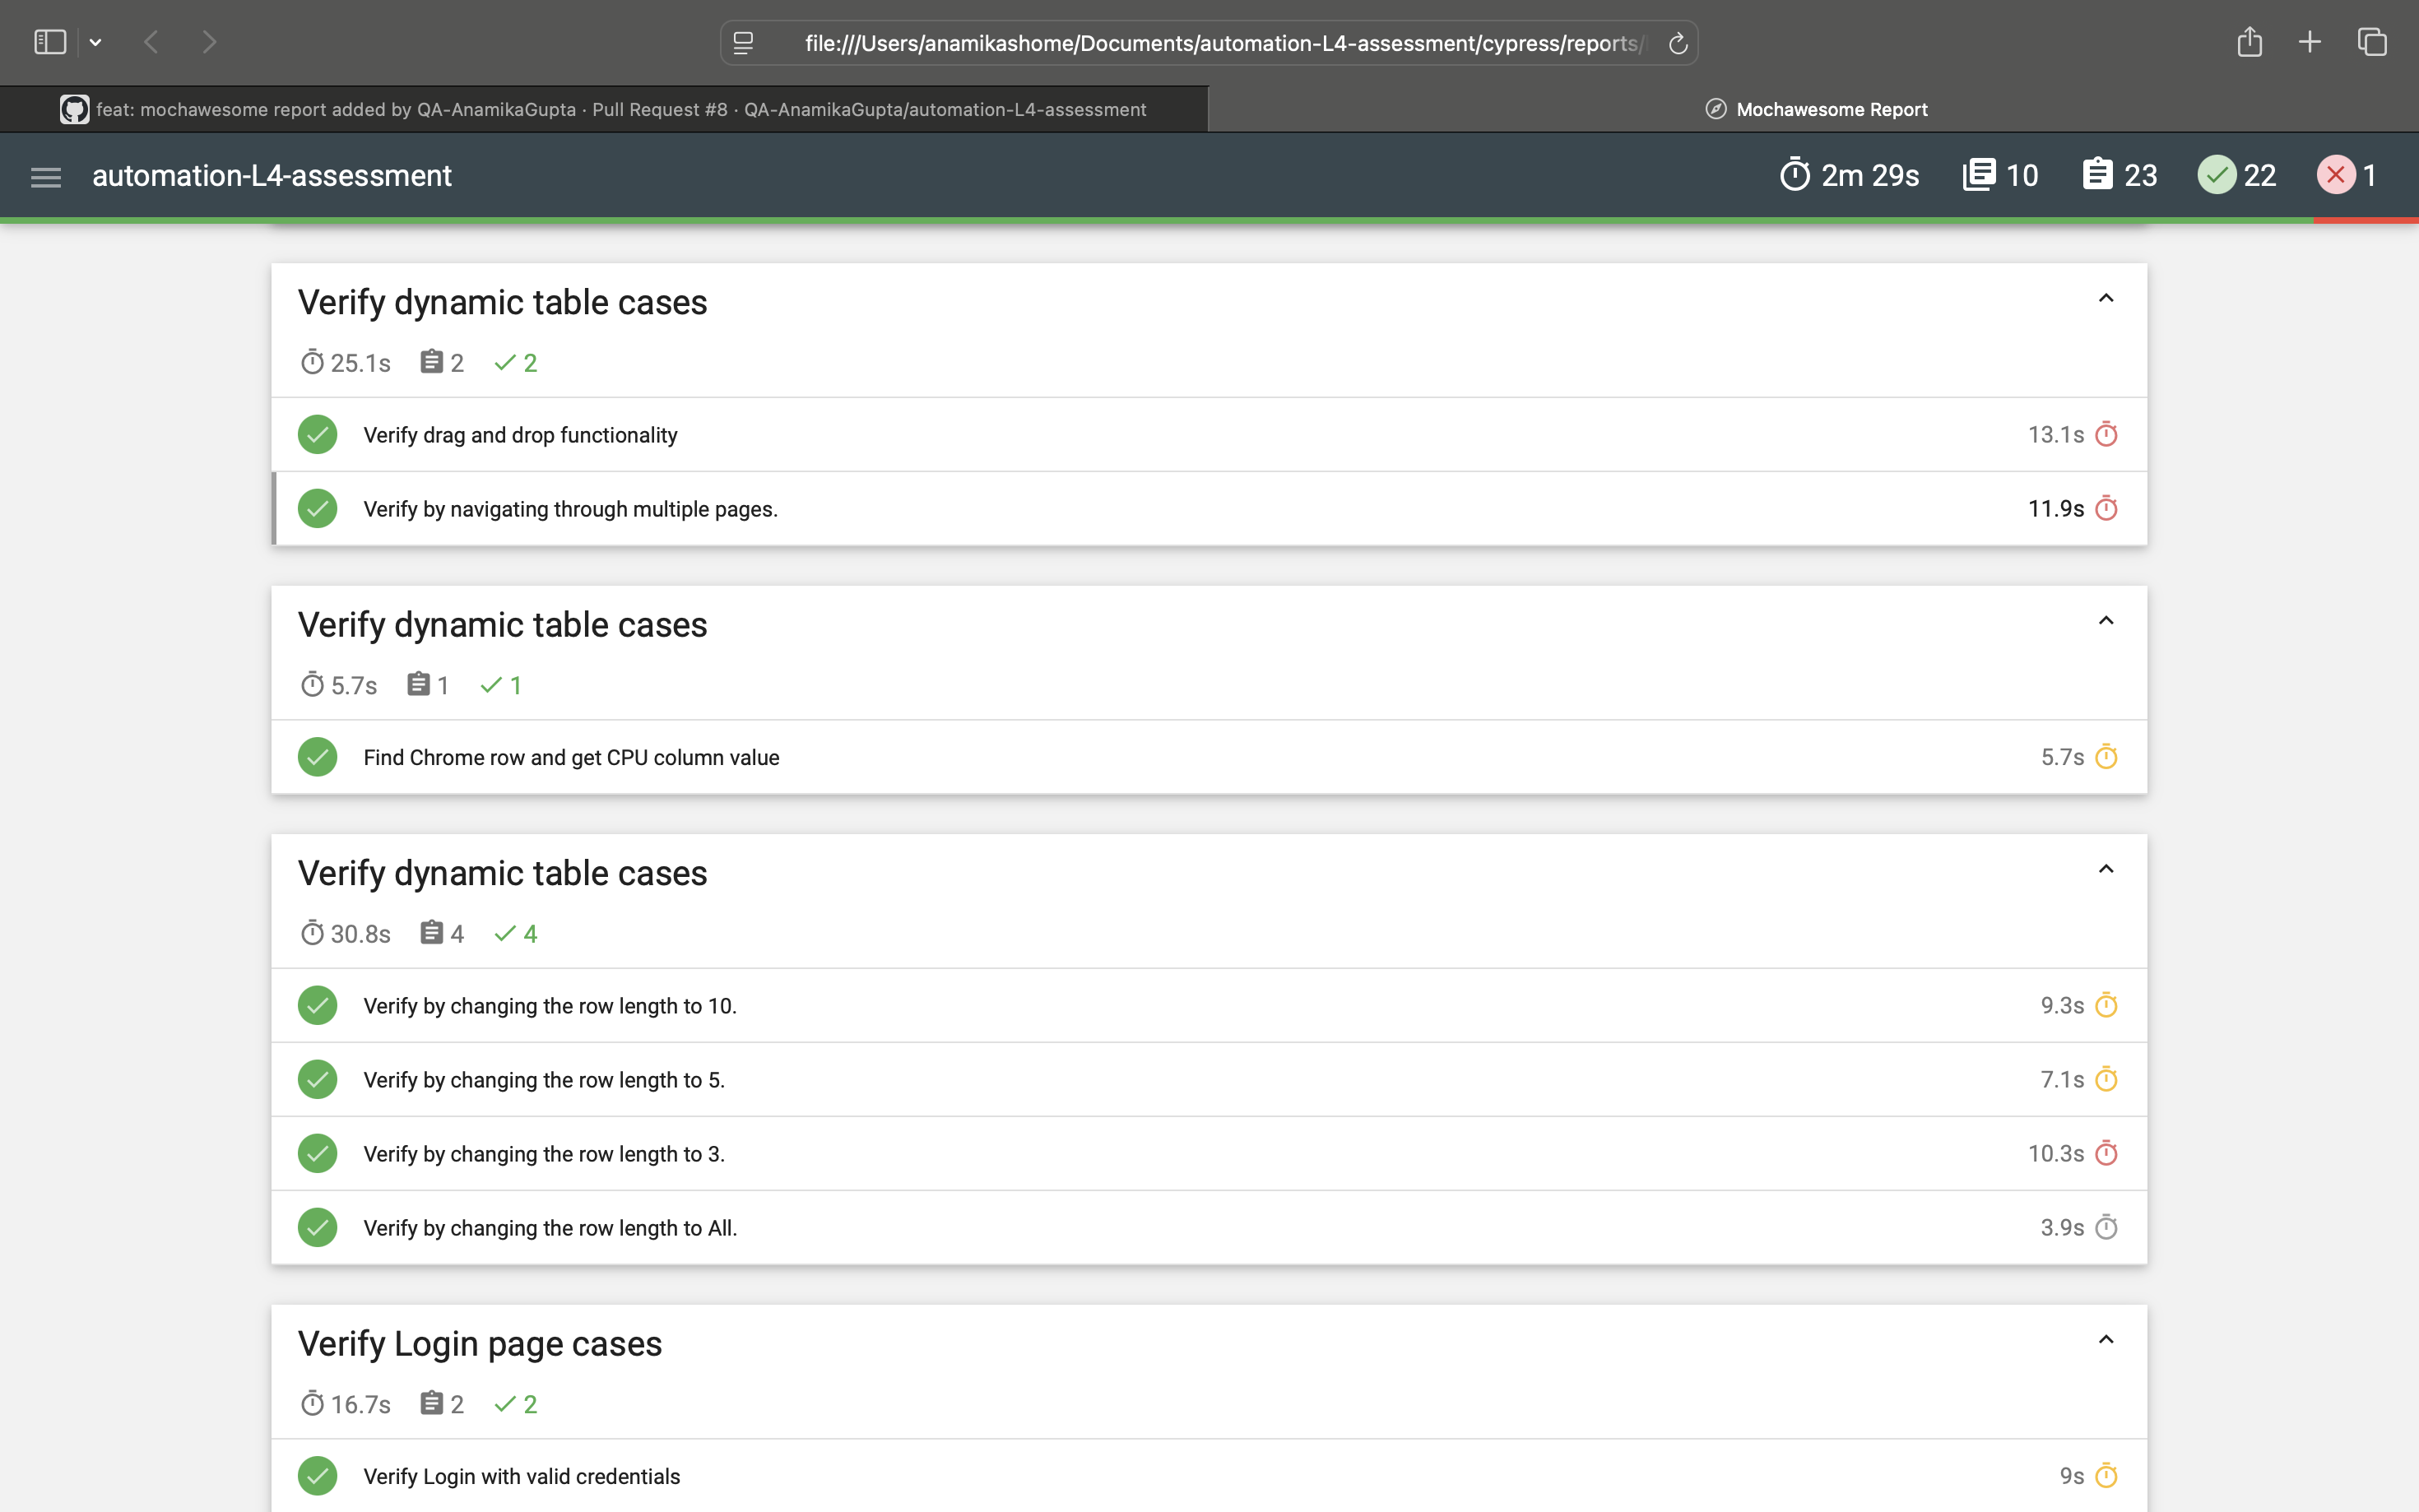 file:///Users/anamikashome/Documents/automation-L4-assessment/cypress/reports/
feat: mochawesome report added by QA-AnamikaGupta · Pull Request #8 · QA-AnamikaGupta/automation-L4-assessment
Mochawesome Report
automation-L4-assessment 2m 29s 10 23 22 1
Verify dynamic table cases
25.1s 2 2
Verify drag and drop functionality 13.1s
Verify by navigating through multiple pages. 11.9s
Verify dynamic table cases
5.7s 1 1
Find Chrome row and get CPU column value 5.7s
Verify dynamic table cases
30.8s 4 4
Verify by changing the row length to 10. 9.3s
Verify by changing the row length to 5. 7.1s
Verify by changing the row length to 3. 10.3s
Verify by changing the row length to All. 3.9s
Verify Login page cases
16.7s 2 2
Verify Login with valid credentials 9s